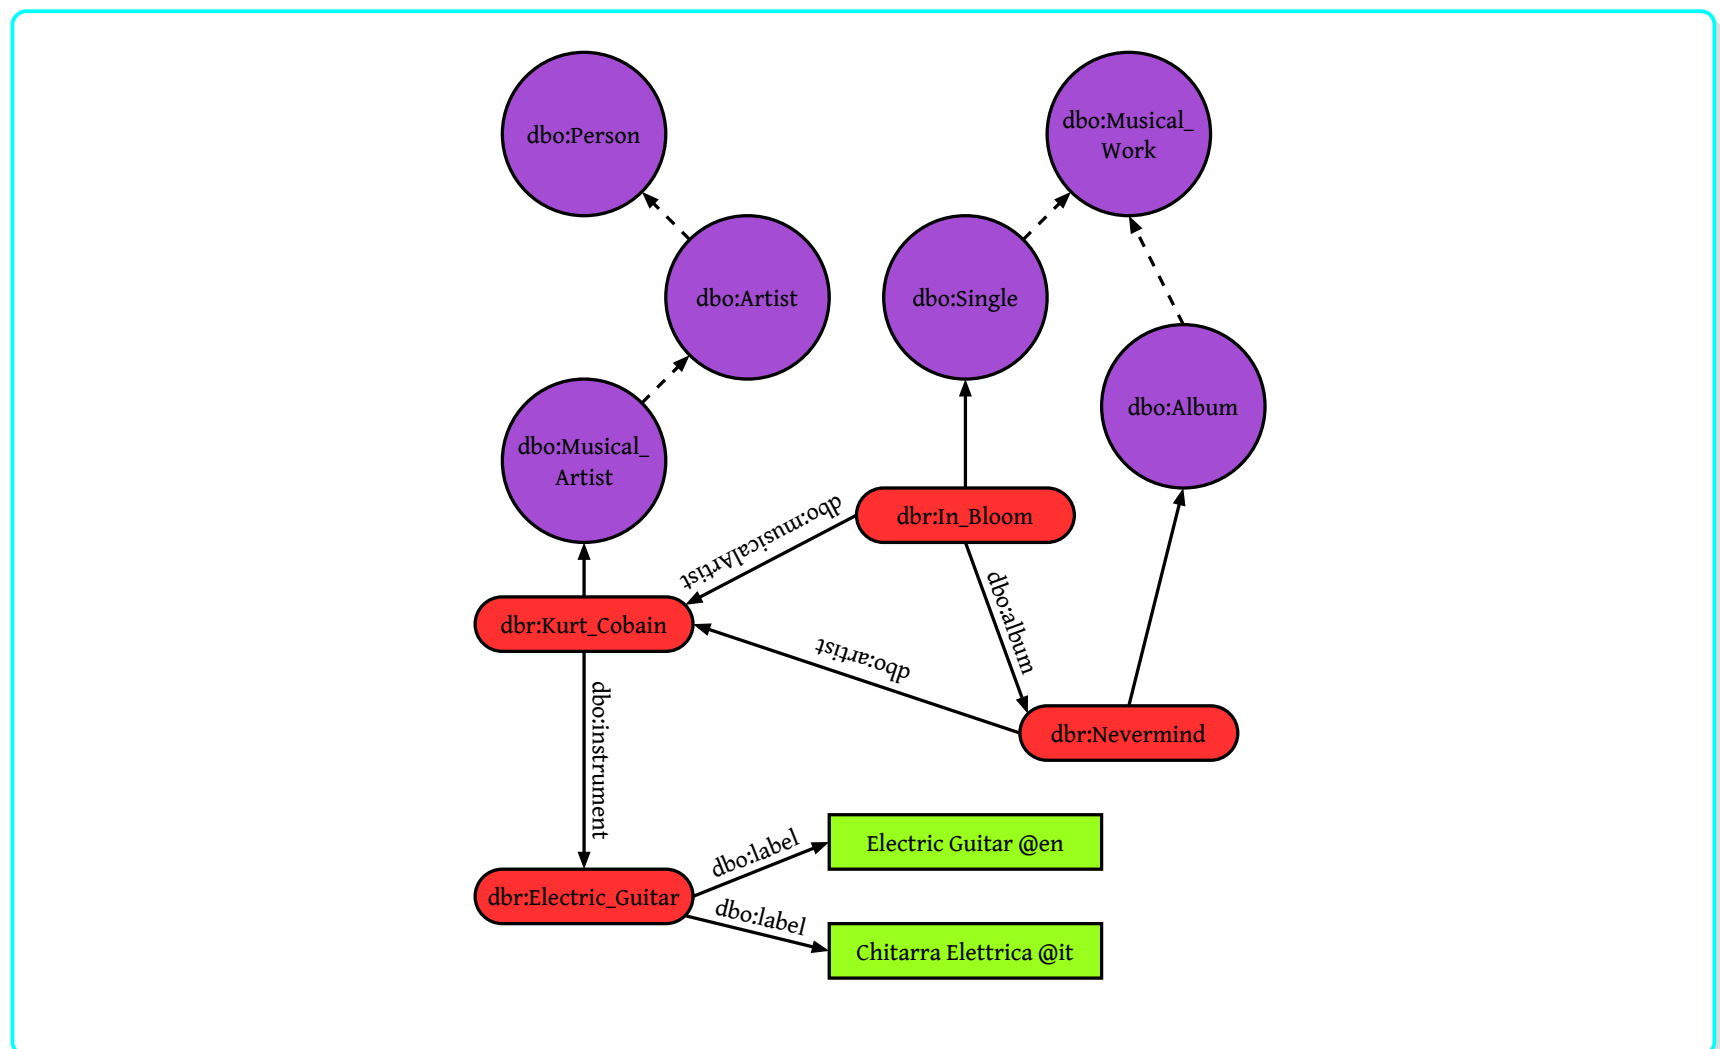 dbo:Person
dbo:Musical_
Work
dbo:Artist
dbo:Single
dbo:Album
dbo:Musical_
Artist
dbo:musicalArtist
dbr:In_Bloom
dbo:album
dbr:Kurt_Cobain
dbo:artist
dbo:instrument
dbr:Nevermind
dbo:label
Electric Guitar @en
dbr:Electric_Guitar
dbo:label
Chitarra Elettrica @it